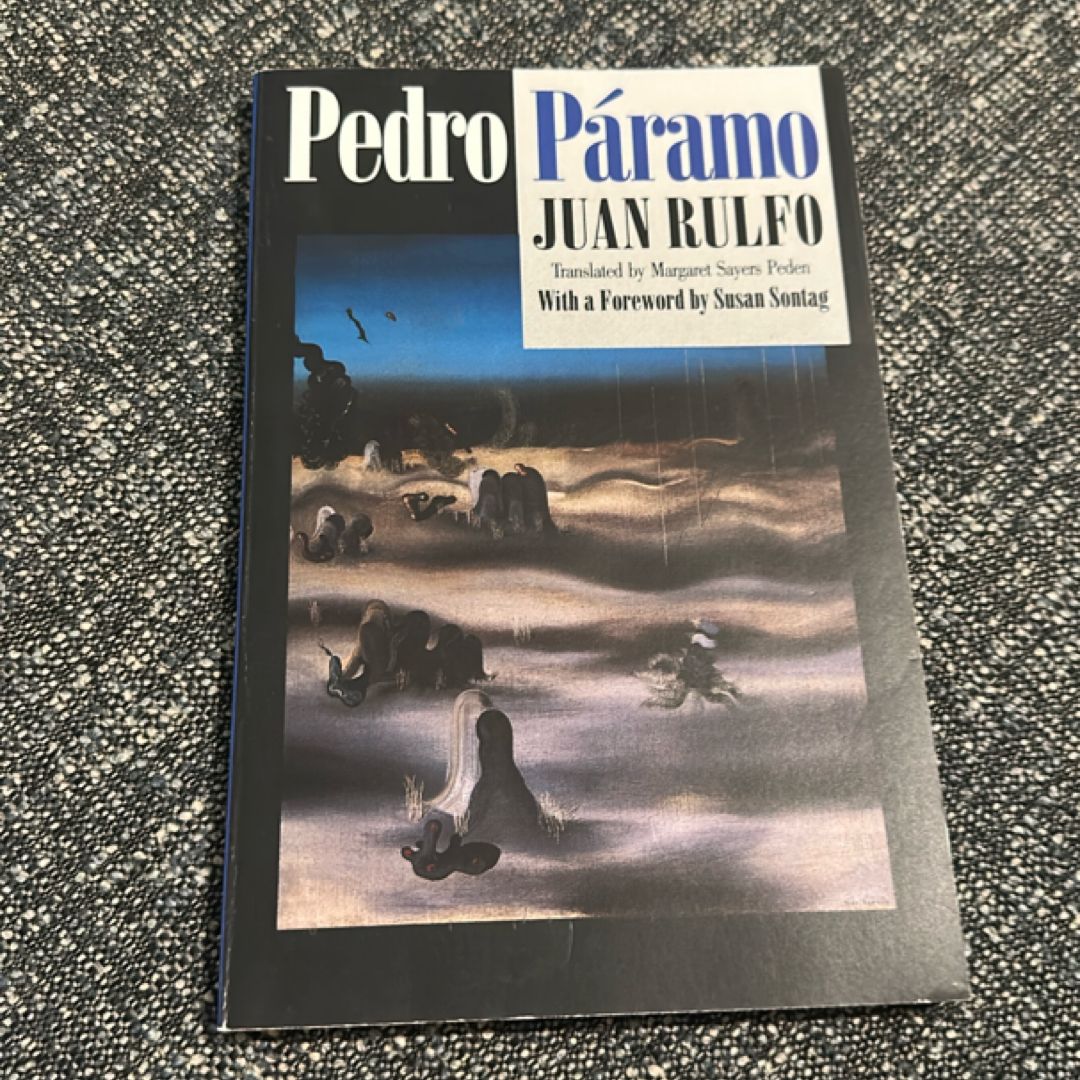 Pedro Páramo
JUAN RULFO
Translated by Margaret Sayers Peden
With a Foreword by Susan Sontag